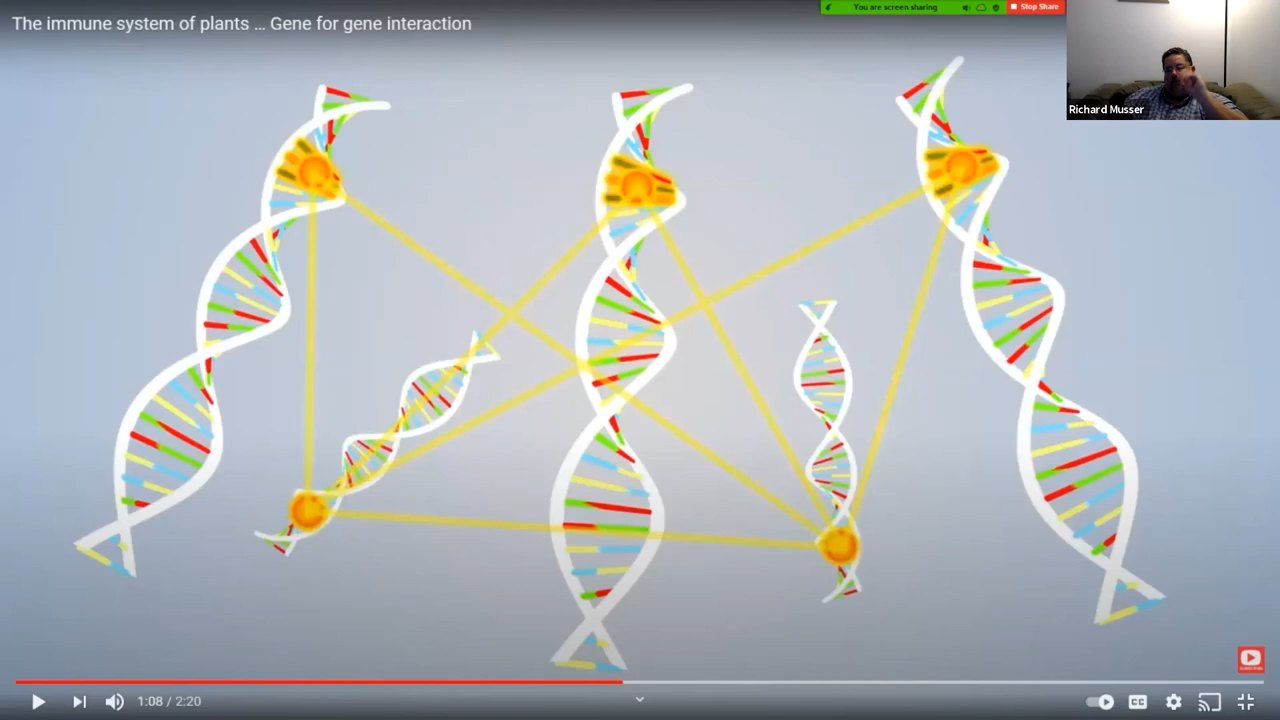 The immune system of plants ... Gene for gene interaction
You are screen sharing
Stop Share
Richard Musser
1:08 / 2:20
CC